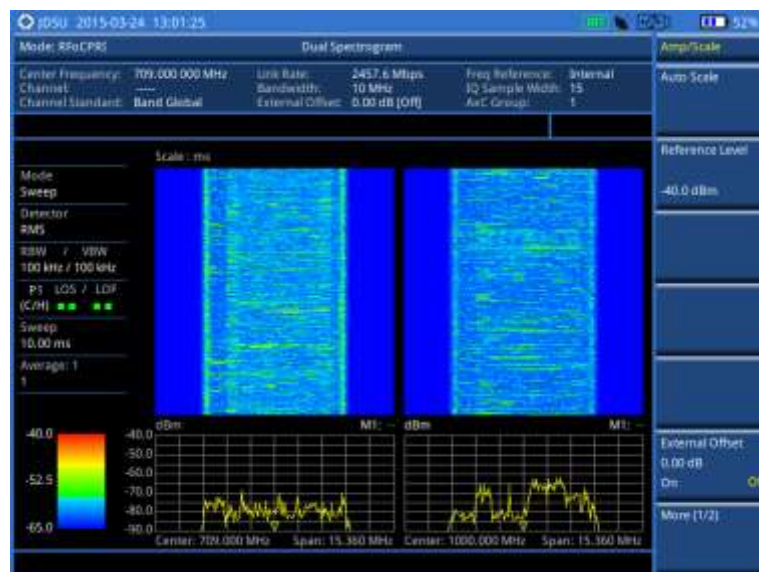 JDSU 2015-03-24 13:01:25
52%
Mode: RFoCPRI
Dual Spectrogram
Amp/Scale
Center Frequency: 709.000 000 MHz
Link Rate: 2457.6 Mbps
Freq Reference: Internal
Channel: ----
Bandwidth: 10 MHz
IQ Sample Width: 15
Channel Standard: Band Global
External Offset: 0.00 dB [Off]
AxC Group: 1
Auto Scale
Scale : ms
Reference Level
-40.0 dBm
Mode
Sweep
Detector
RMS
RBW / VBW
100 kHz / 100 kHz
P1 LOS / LOF
(C/H)
Sweep
10.00 ms
Average: 1
1
dBm M1: --
dBm M1: --
-40.0
-52.5
-65.0
-40.0
-50.0
-60.0
-70.0
-80.0
-90.0
Center: 709.000 MHz Span: 15.360 MHz
Center: 1000.000 MHz Span: 15.360 MHz
External Offset
0.00 dB
On
More (1/2)